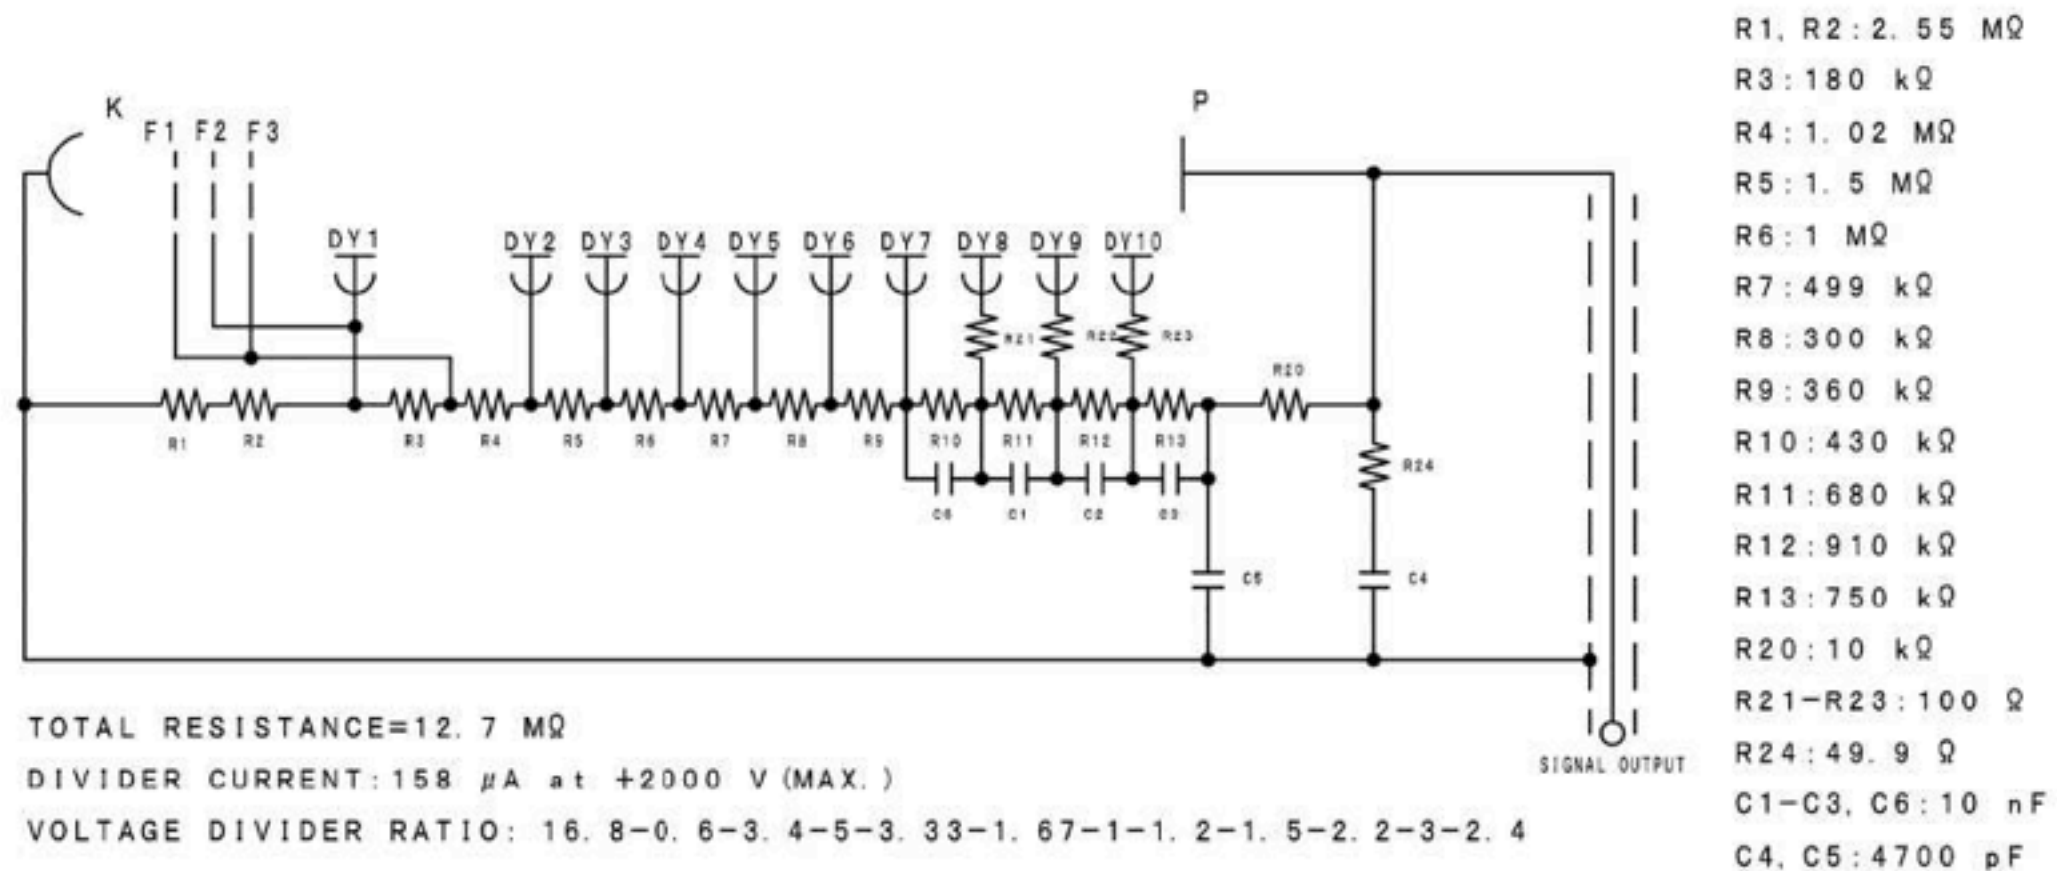 K
F1 F2 F3
P
DY1 DY2 DY3 DY4 DY5 DY6 DY7 DY8 DY9 DY10
R21 R22 R23
R20
R1 R2 R3 R4 R5 R6 R7 R8 R9 R10 R11 R12 R13
R24
C6 C1 C2 C3
C5 C4
SIGNAL OUTPUT
TOTAL RESISTANCE=12.7 MΩ
DIVIDER CURRENT:158 μA at +2000 V(MAX.)
VOLTAGE DIVIDER RATIO: 16.8-0.6-3.4-5-3.33-1.67-1-1.2-1.5-2.2-3-2.4
R1, R2:2.55 MΩ
R3:180 kΩ
R4:1.02 MΩ
R5:1.5 MΩ
R6:1 MΩ
R7:499 kΩ
R8:300 kΩ
R9:360 kΩ
R10:430 kΩ
R11:680 kΩ
R12:910 kΩ
R13:750 kΩ
R20:10 kΩ
R21-R23:100 Ω
R24:49.9 Ω
C1-C3, C6:10 nF
C4, C5:4700 pF